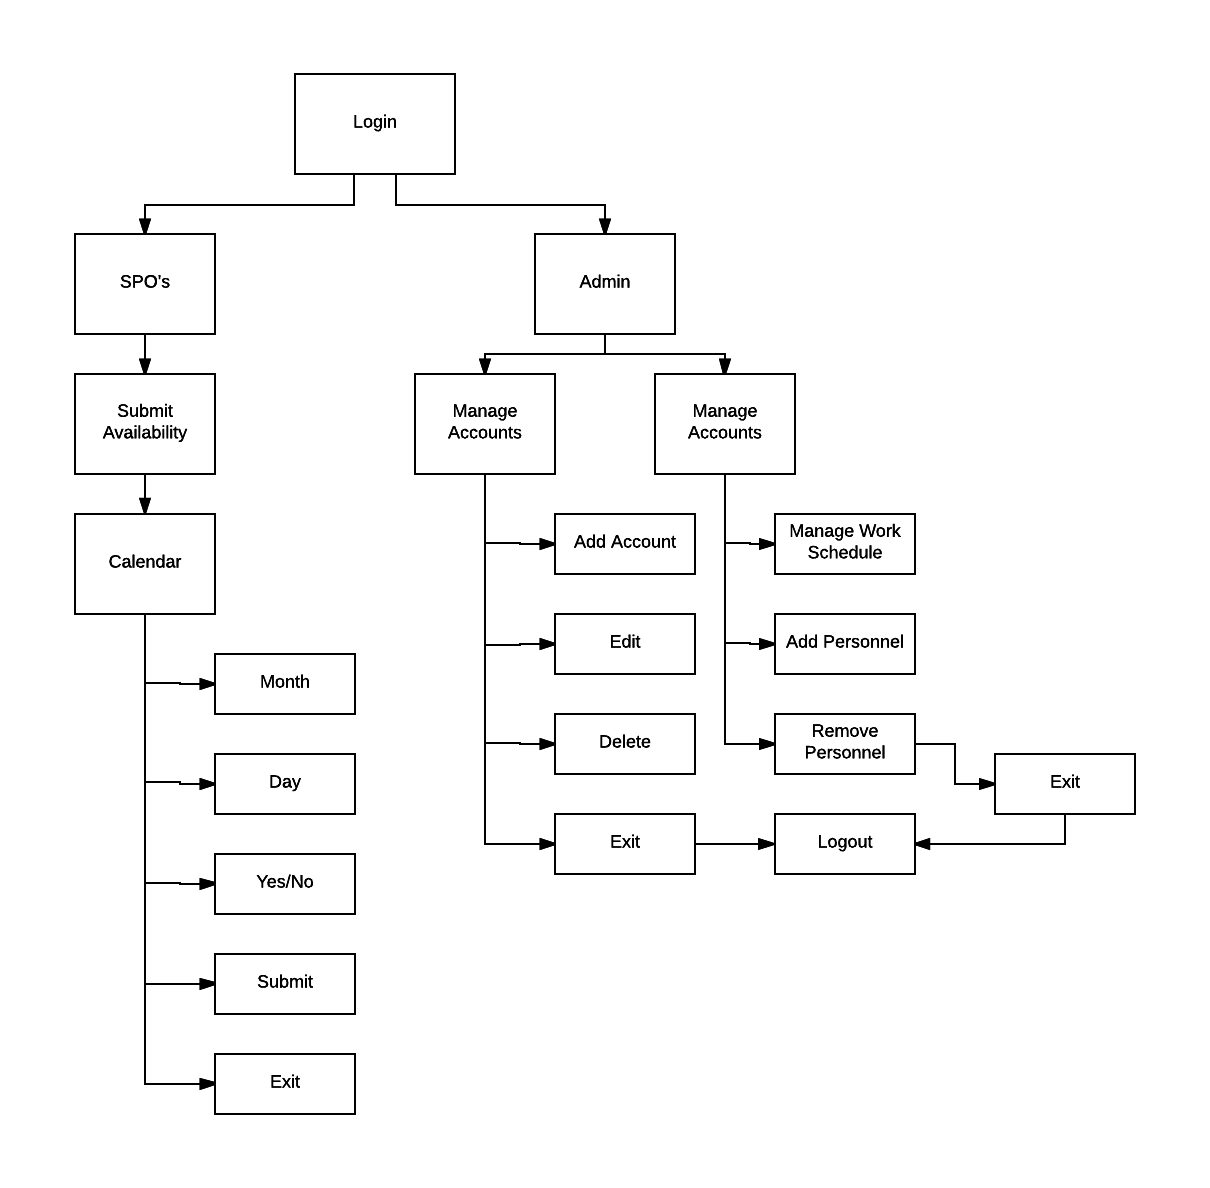 Login
SPO's
Admin
Submit
Availability
Manage
Accounts
Manage
Accounts
Calendar
Add Account
Manage Work
Schedule
Edit
Add Personnel
Month
Delete
Remove
Personnel
Day
Exit
Exit
Logout
Yes/No
Submit
Exit